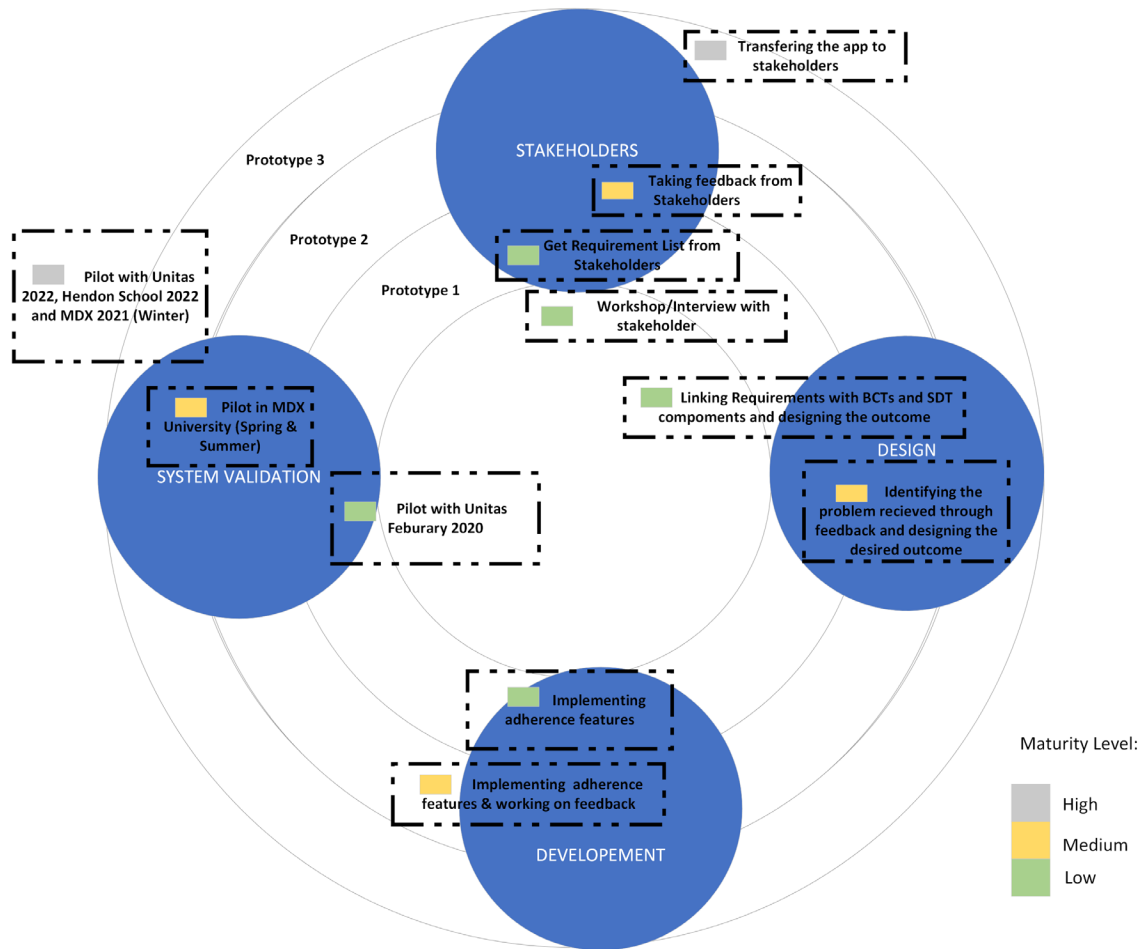 Transfering the app to
stakeholders
STAKEHOLDERS
Prototype 3
Taking feedback from
Stakeholders
Prototype 2
Get Requirement List from
Stakeholders
Pilot with Unitas
2022, Hendon School 2022
and MDX 2021 (Winter)
Prototype 1
Workshop/Interview with
stakeholder
Linking Requirements with BCTs and SDT
compoments and designing the outcome
Pilot in MDX
University (Spring &
Summer)
DESIGN
SYSTEM VALIDATION
Identifying the
problem recieved through
feedback and designing the
desired outcome
Pilot with Unitas
Feburary 2020
Implementing
adherence features
Implementing adherence
features & working on feedback
DEVELOPEMENT
Maturity Level:
High
Medium
Low